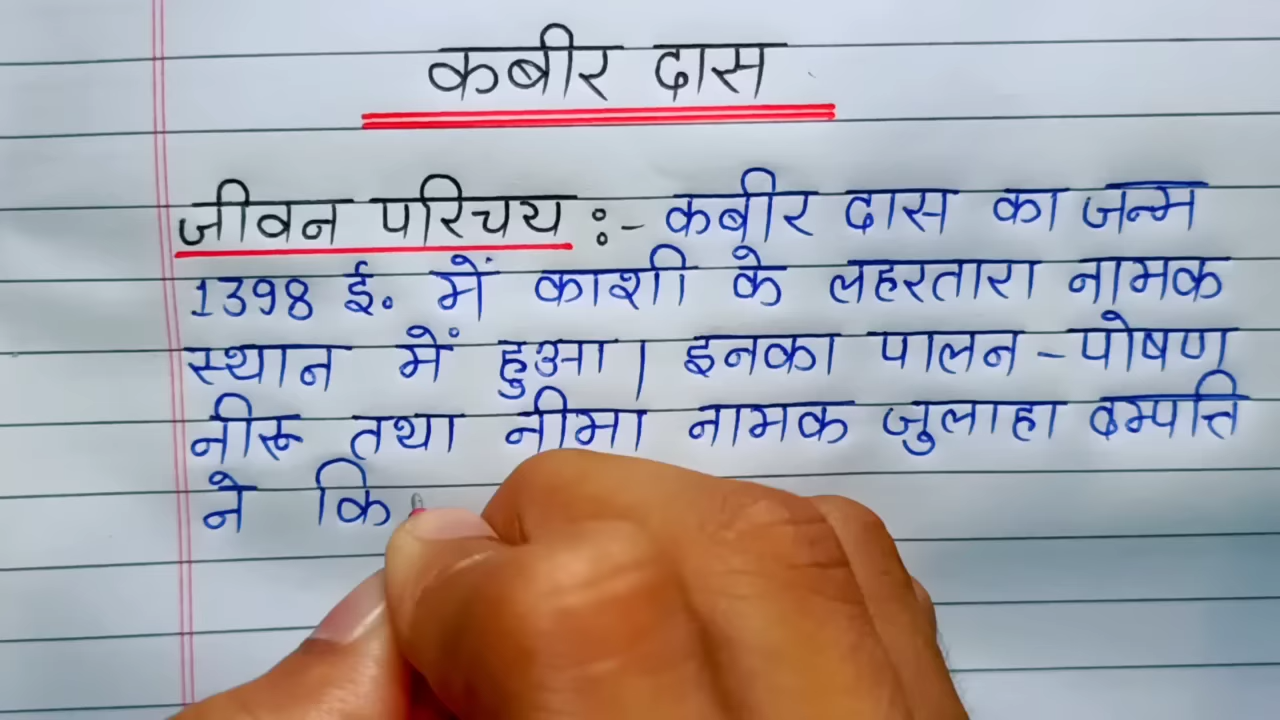 कबीर दास
जीवन परिचय :- कबीर दास का जन्म
1398 ई. में काशी के लहरतारा नामक
स्थान में हुआ। इनका पालन-पोषण
नीरू तथा नीमा नामक जुलाहा दम्पत्ति
ने कि